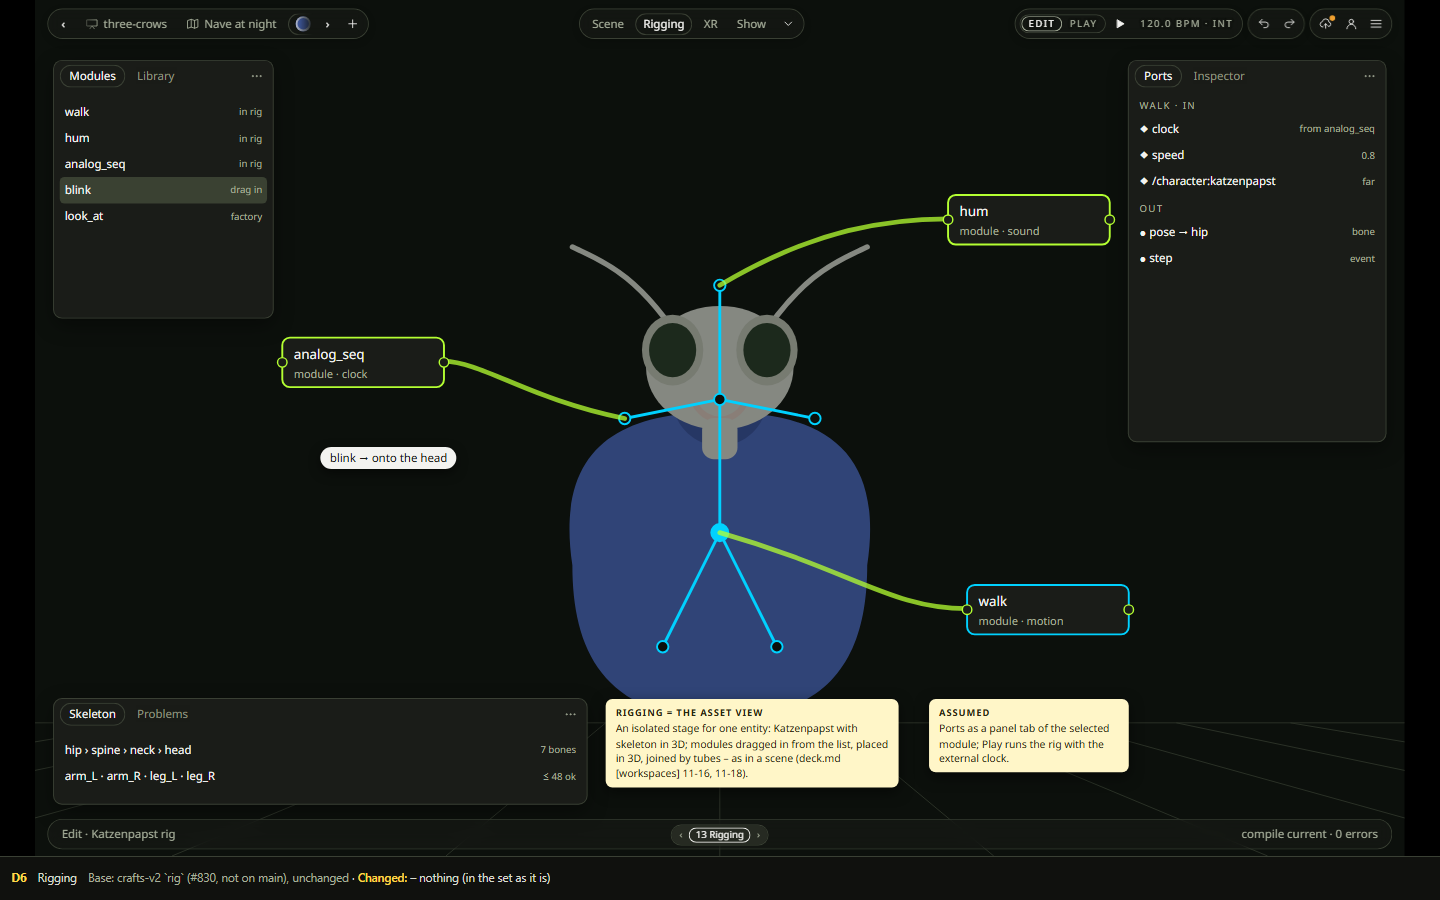 ‹ three-crows Nave at night › +
Scene Rigging XR Show
EDIT PLAY 120.0 BPM · INT
Modules Library ···
walk in rig
hum in rig
analog_seq in rig
blink drag in
look_at factory
Ports Inspector ···
WALK · IN
◆ clock from analog_seq
◆ speed 0.8
◆ /character:katzenpapst far
OUT
● pose → hip bone
● step event
hum
module · sound
analog_seq
module · clock
blink → onto the head
walk
module · motion
Skeleton Problems ···
hip › spine › neck › head 7 bones
arm_L · arm_R · leg_L · leg_R ≤ 48 ok
RIGGING = THE ASSET VIEW
An isolated stage for one entity: Katzenpapst with
skeleton in 3D; modules dragged in from the list, placed
in 3D, joined by tubes – as in a scene (deck.md
[workspaces] 11-16, 11-18).
ASSUMED
Ports as a panel tab of the selected
module; Play runs the rig with the
external clock.
Edit · Katzenpapst rig
‹ 13 Rigging ›
compile current · 0 errors
D6 Rigging Base: crafts-v2 `rig` (#830, not on main), unchanged · Changed: – nothing (in the set as it is)